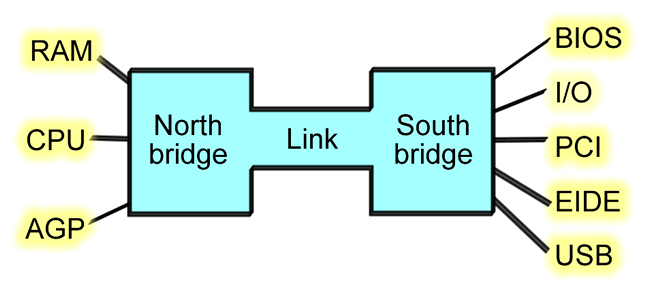 RAM
CPU
AGP
North
bridge
Link
South
bridge
BIOS
I/O
PCI
EIDE
USB